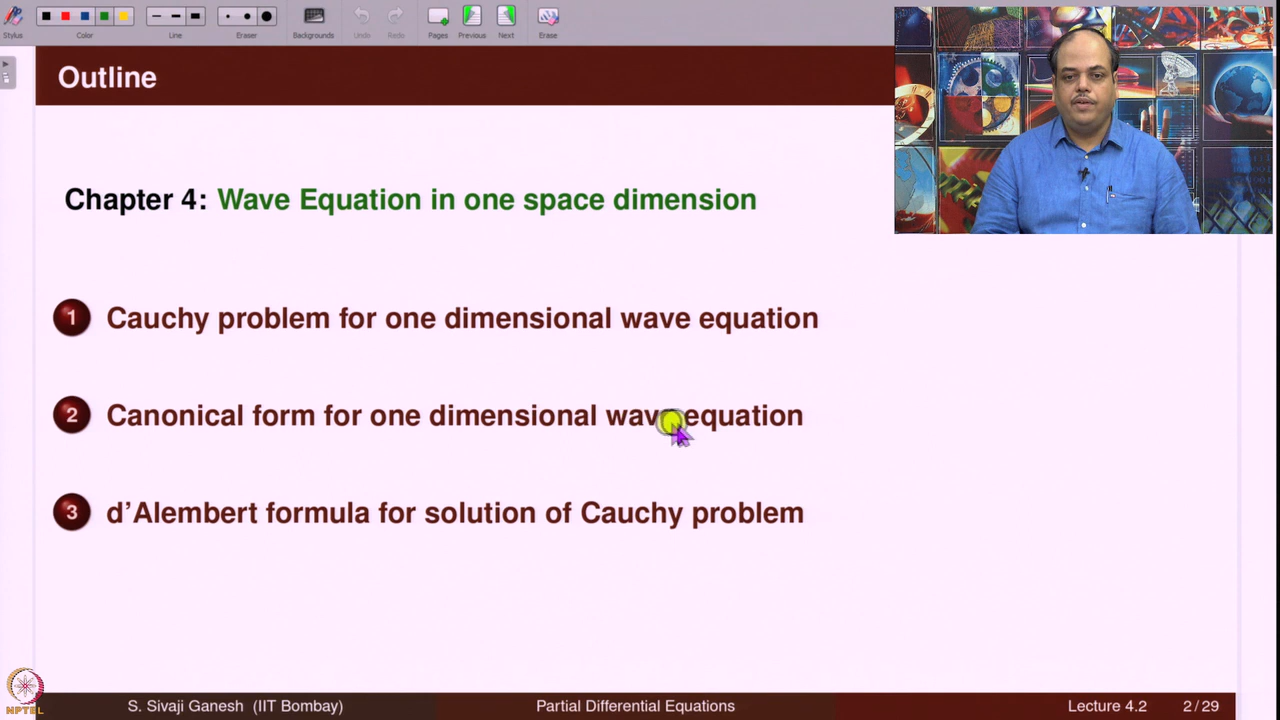 Stylus
Color
Line
Eraser
Backgrounds
Undo
Redo
Pages
Previous
Next
Erase
Outline
Chapter 4: Wave Equation in one space dimension
1 Cauchy problem for one dimensional wave equation
2 Canonical form for one dimensional wave equation
3 d'Alembert formula for solution of Cauchy problem
NPTEL
S. Sivaji Ganesh (IIT Bombay) Partial Differential Equations Lecture 4.2 2/29